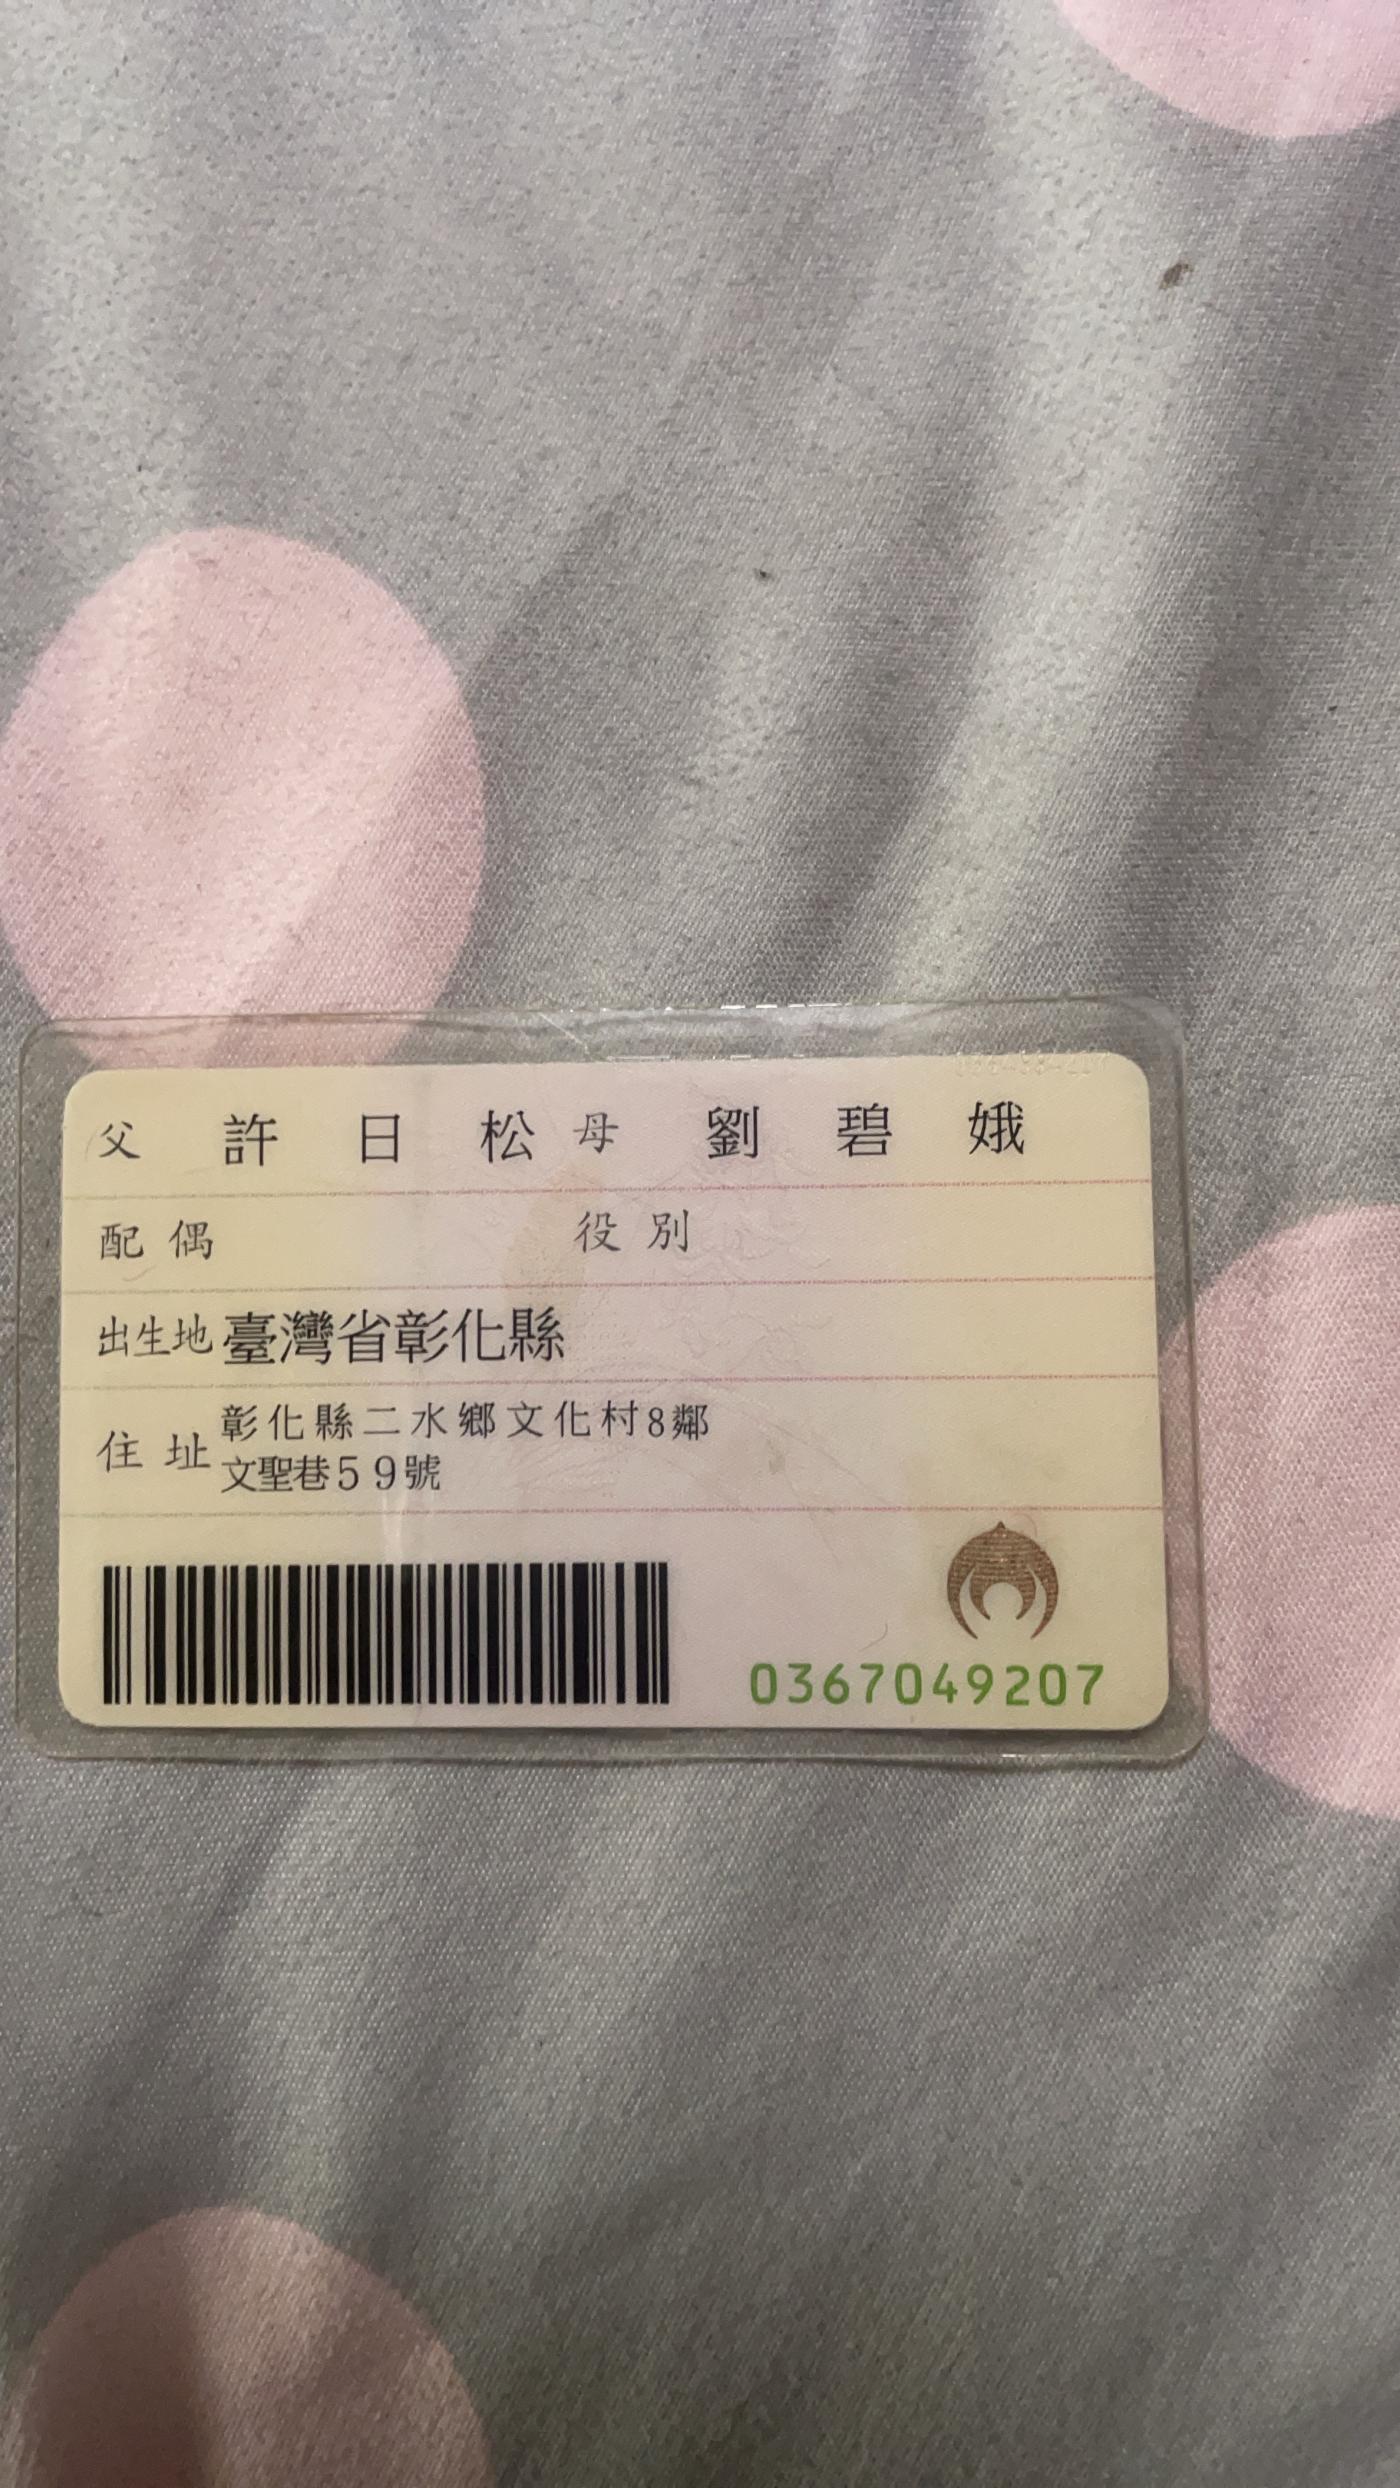 父 許日松 母 劉碧娥
配偶 役別
出生地 臺灣省彰化縣
住址 彰化縣二水鄉文化村8鄰
文聖巷59號
0367049207